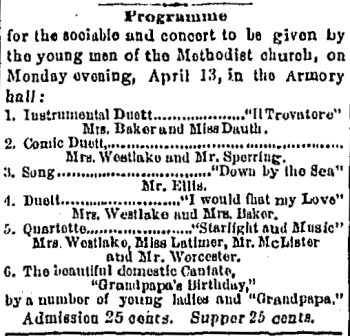 Programme
for the sociable and concert to be given by
the young men of the Methodist church, on
Monday evening, April 13, in the Armory
hall:
1. Instrumental Duett..................."Il Trovatore"
Mrs. Baker and Miss Dauth.
2. Comic Duett,........................................
Mrs. Westlake and Mr. Sperring.
3. Song............................"Down by the Sea"
Mr. Ellis.
4. Duett....................."I would that my Love"
Mrs. Westlake and Mrs. Baker.
5. Quartette..................."Starlight and Music"
Mrs. Westlake, Miss Latimer, Mr. McLister
and Mr. Worcester.
6. The beautiful domestic Cantate,
"Grandpapa's Birthday,"
by a number of young ladies and "Grandpapa."
Admission 25 cents. Supper 25 cents.